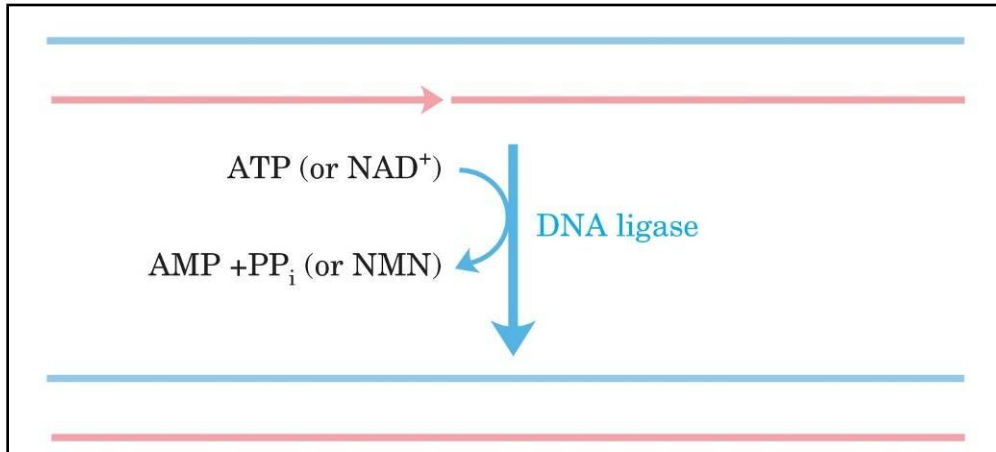 ATP (or NAD⁺)
DNA ligase
AMP +PPᵢ (or NMN)